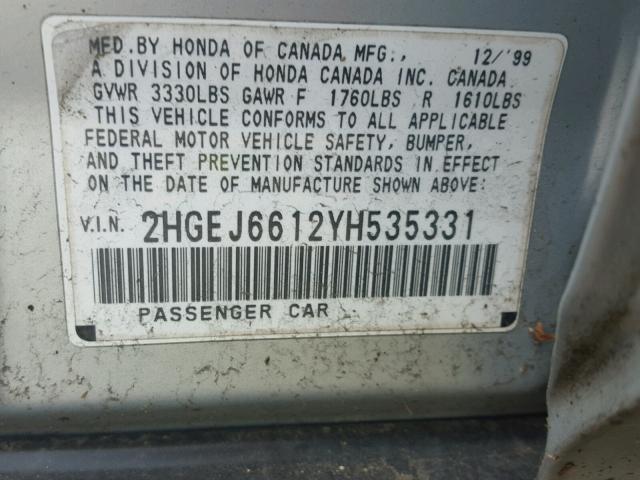 MFD.BY HONDA OF CANADA MFG., 12/'99
A DIVISION OF HONDA CANADA INC. CANADA
GVWR 3330LBS GAWR F 1760LBS R 1610LBS
THIS VEHICLE CONFORMS TO ALL APPLICABLE
FEDERAL MOTOR VEHICLE SAFETY, BUMPER,
AND THEFT PREVENTION STANDARDS IN EFFECT
ON THE DATE OF MANUFACTURE SHOWN ABOVE:
V.I.N. 2HGEJ6612YH535331
PASSENGER CAR